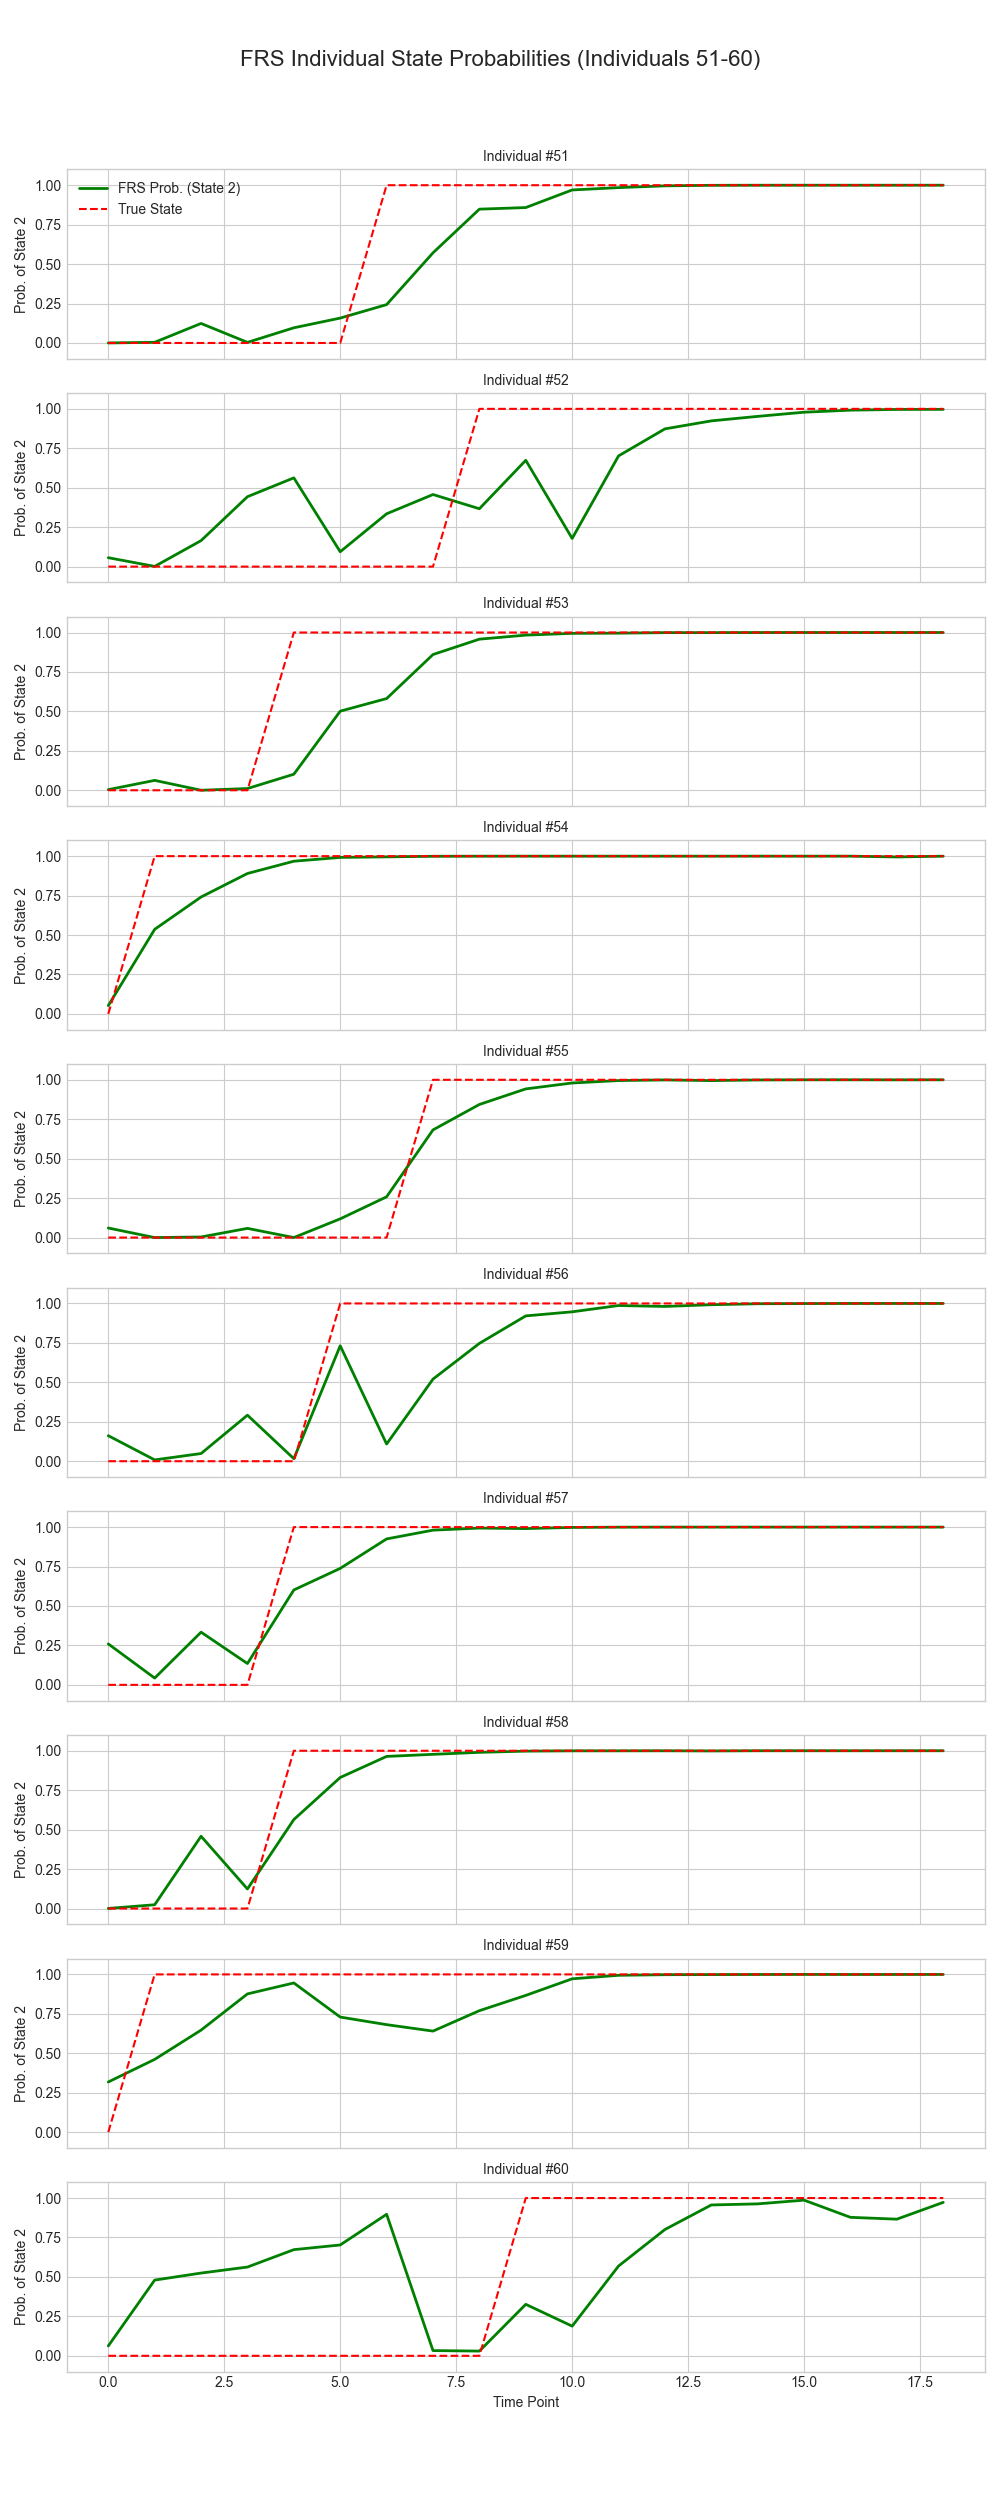 FRS Individual State Probabilities (Individuals 51-60)
Individual #51
FRS Prob. (State 2)
True State
1.00
0.75
0.50
0.25
0.00
Prob. of State 2
Individual #52
1.00
0.75
0.50
0.25
0.00
Prob. of State 2
Individual #53
1.00
0.75
0.50
0.25
0.00
Prob. of State 2
Individual #54
1.00
0.75
0.50
0.25
0.00
Prob. of State 2
Individual #55
1.00
0.75
0.50
0.25
0.00
Prob. of State 2
Individual #56
1.00
0.75
0.50
0.25
0.00
Prob. of State 2
Individual #57
1.00
0.75
0.50
0.25
0.00
Prob. of State 2
Individual #58
1.00
0.75
0.50
0.25
0.00
Prob. of State 2
Individual #59
1.00
0.75
0.50
0.25
0.00
Prob. of State 2
Individual #60
1.00
0.75
0.50
0.25
0.00
Prob. of State 2
0.0 2.5 5.0 7.5 10.0 12.5 15.0 17.5
Time Point